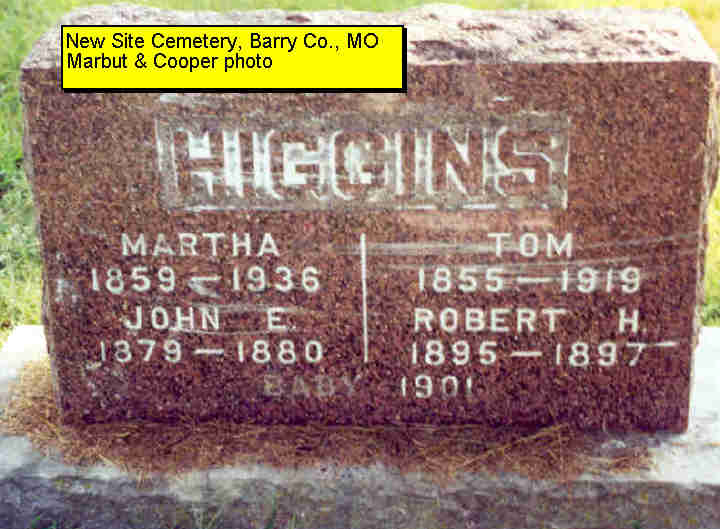 New Site Cemetery, Barry Co., MO
Marbut & Cooper photo
HIGGINS
MARTHA
1859 – 1936
JOHN E.
1879 – 1880
TOM
1855 – 1919
ROBERT H.
1895 – 1897
BABY 1901